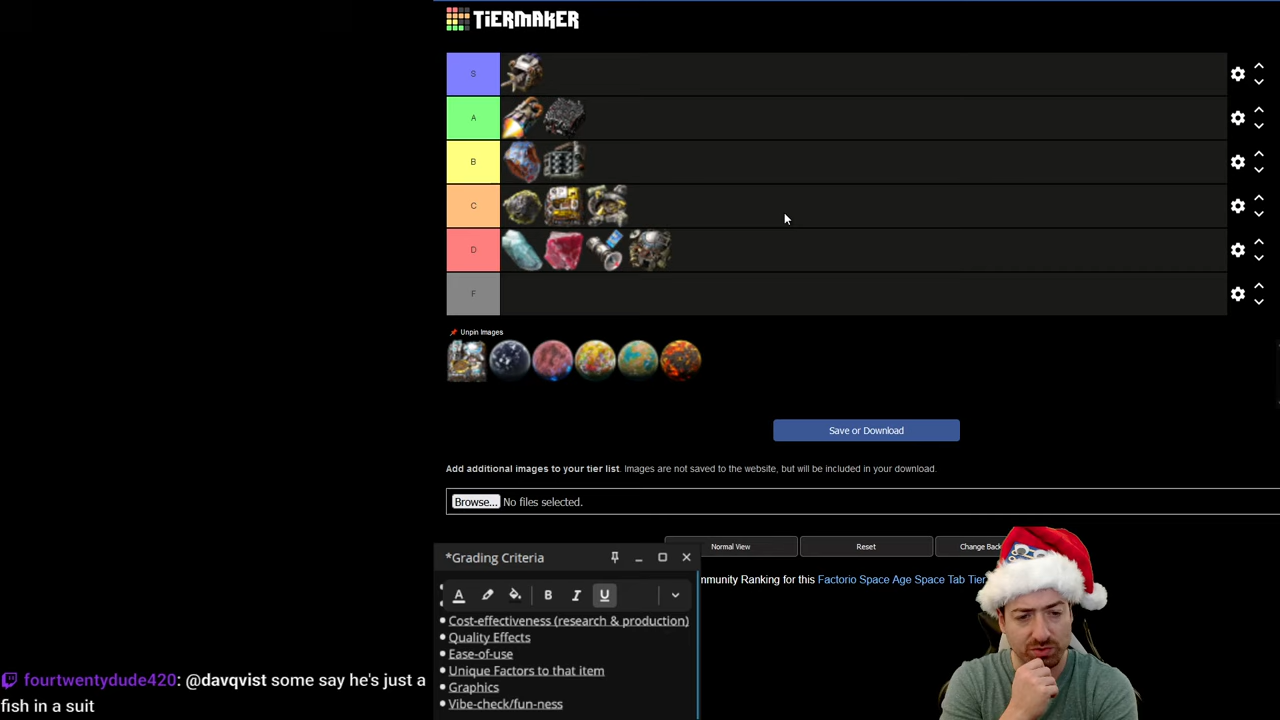 TiERMAKER
S
A
B
C
D
F
Unpin Images
Save or Download
Add additional images to your tier list. Images are not saved to the website, but will be included in your download.
Browse... No files selected.
*Grading Criteria
Normal View
Reset
Change Back
A B I U
mmunity Ranking for this Factorio Space Age Space Tab Tier
Cost-effectiveness (research & production)
Quality Effects
Ease-of-use
Unique Factors to that item
Graphics
Vibe-check/fun-ness
fourtwentydude420: @davqvist some say he's just a
fish in a suit